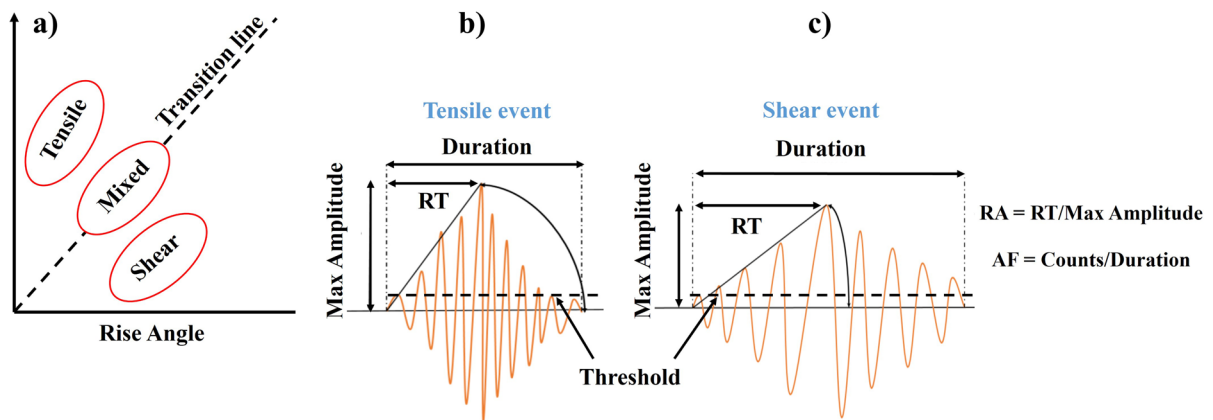 a)
Tensile
Mixed
Shear
Transition line
Rise Angle
b)
Tensile event
Duration
RT
Max Amplitude
Threshold
c)
Shear event
Duration
RT
Max Amplitude
RA = RT/Max Amplitude
AF = Counts/Duration